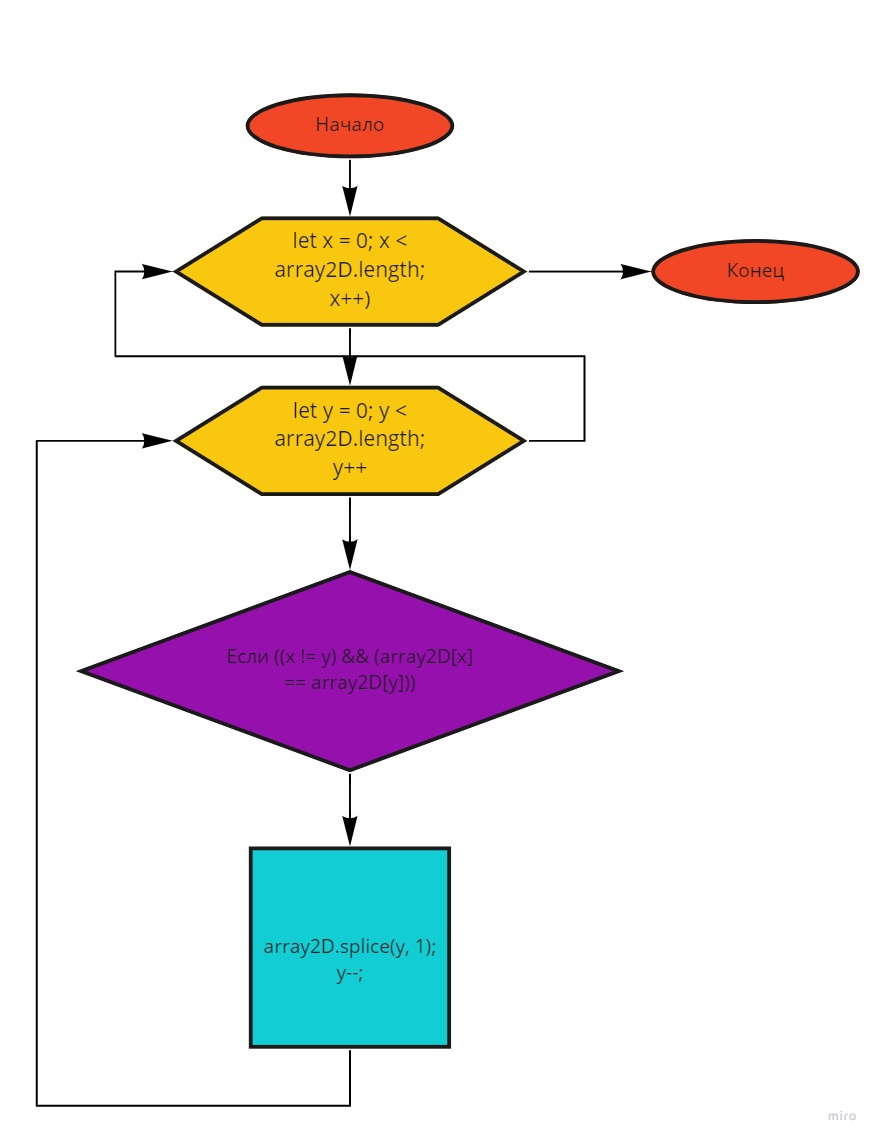 Начало
let x = 0; x <
array2D.length;
x++)
Конец
let y = 0; y <
array2D.length;
y++
Если ((x != y) && (array2D[x]
== array2D[y]))
array2D.splice(y, 1);
y--;
miro